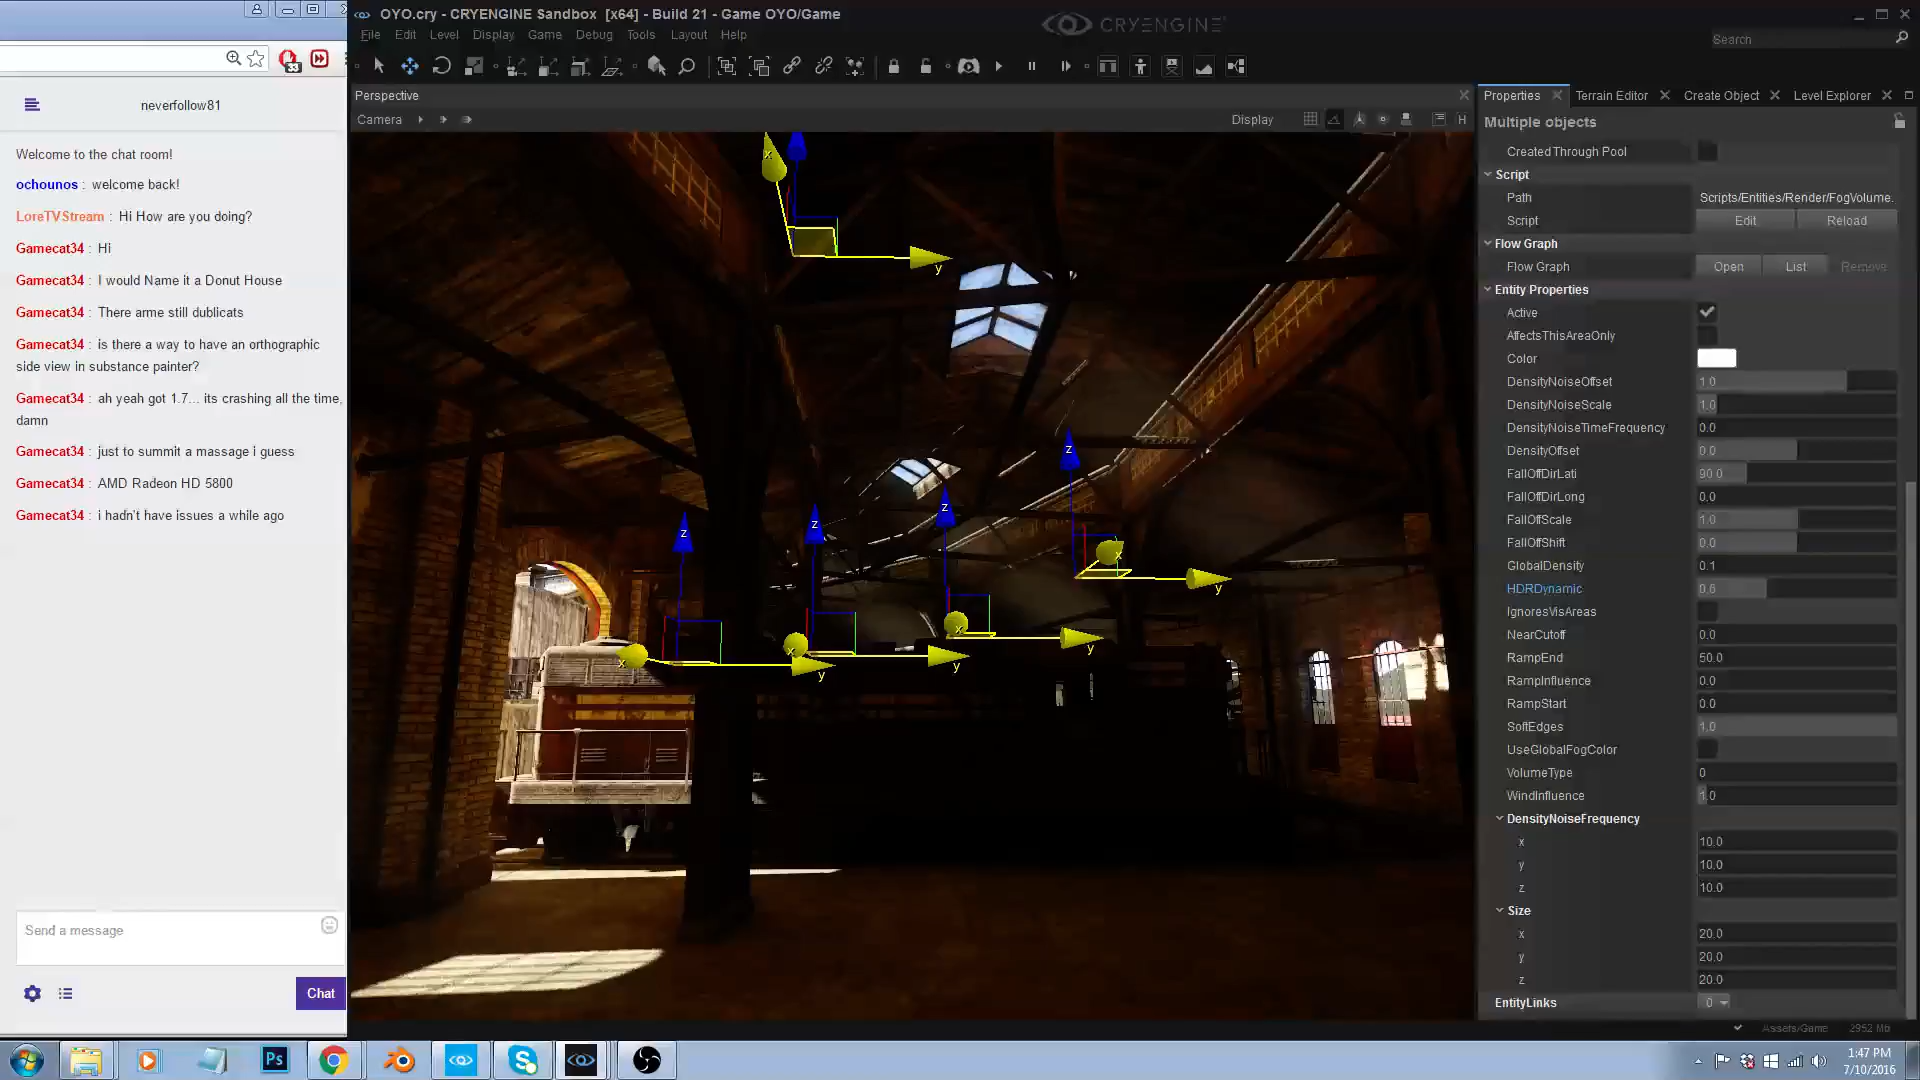 OYO.cry - CRYENGINE Sandbox [x64] - Build 21 - Game OYO/Game
CRYENGINE
File Edit Level Display Game Debug Tools Layout Help
Search
33
neverfollow81
Welcome to the chat room!
ochounos : welcome back!
LoreTVStream : Hi How are you doing?
Gamecat34 : Hi
Gamecat34 : I would Name it a Donut House
Gamecat34 : There arme still dublicats
Gamecat34 : is there a way to have an orthographic
side view in substance painter?
Gamecat34 : ah yeah got 1.7... its crashing all the time,
damn
Gamecat34 : just to summit a massage i guess
Gamecat34 : AMD Radeon HD 5800
Gamecat34 : i hadn't have issues a while ago
Send a message
Chat
Perspective
Camera
Display
H
x
y
z
x
y
z
x
y
z
x
y
z
x
y
Properties Terrain Editor Create Object Level Explorer
Multiple objects
CreatedThrough Pool
Script
Path Scripts/Entities/Render/FogVolume.
Script Edit Reload
Flow Graph
Flow Graph Open List Remove
Entity Properties
Active
AffectsThisAreaOnly
Color
DensityNoiseOffset 1.0
DensityNoiseScale 1.0
DensityNoiseTimeFrequency 0.0
DensityOffset 0.0
FallOffDirLati 90.0
FallOffDirLong 0.0
FallOffScale 1.0
FallOffShift 0.0
GlobalDensity 0.1
HDRDynamic 0.6
IgnoresVisAreas
NearCutoff 0.0
RampEnd 50.0
RampInfluence 0.0
RampStart 0.0
SoftEdges 1.0
UseGlobalFogColor
VolumeType 0
WindInfluence 1.0
DensityNoiseFrequency
x 10.0
y 10.0
z 10.0
Size
x 20.0
y 20.0
z 20.0
EntityLinks 0
Assets/Game 2952 Mb
Ps
1:47 PM
7/10/2016